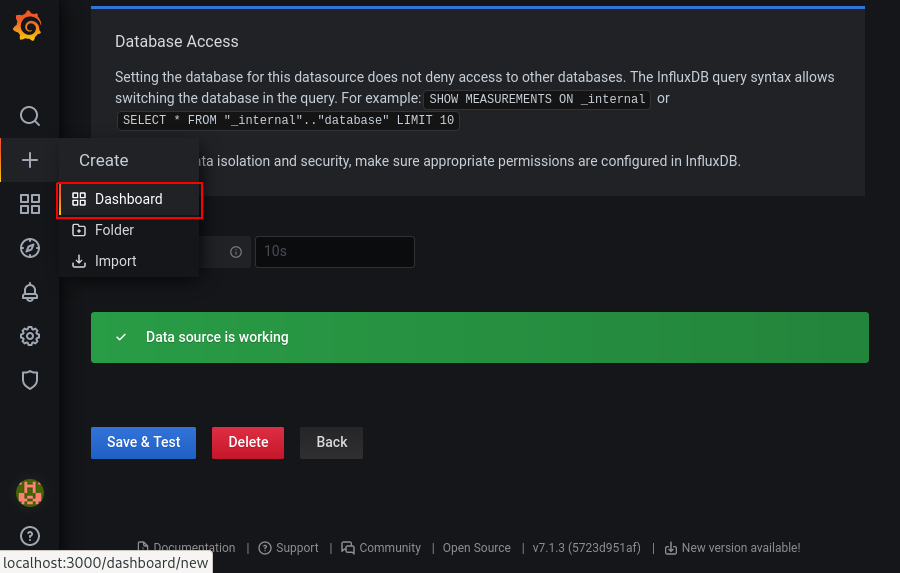 Database Access
Setting the database for this datasource does not deny access to other databases. The InfluxDB query syntax allows
switching the database in the query. For example: SHOW MEASUREMENTS ON _internal or
SELECT * FROM "_internal".."database" LIMIT 10
Create
isolation and security, make sure appropriate permissions are configured in InfluxDB.
Dashboard
Folder
Import
10s
Data source is working
Save & Test
Delete
Back
Documentation | Support | Community | Open Source | v7.1.3 (5723d951af) | New version available!
localhost:3000/dashboard/new